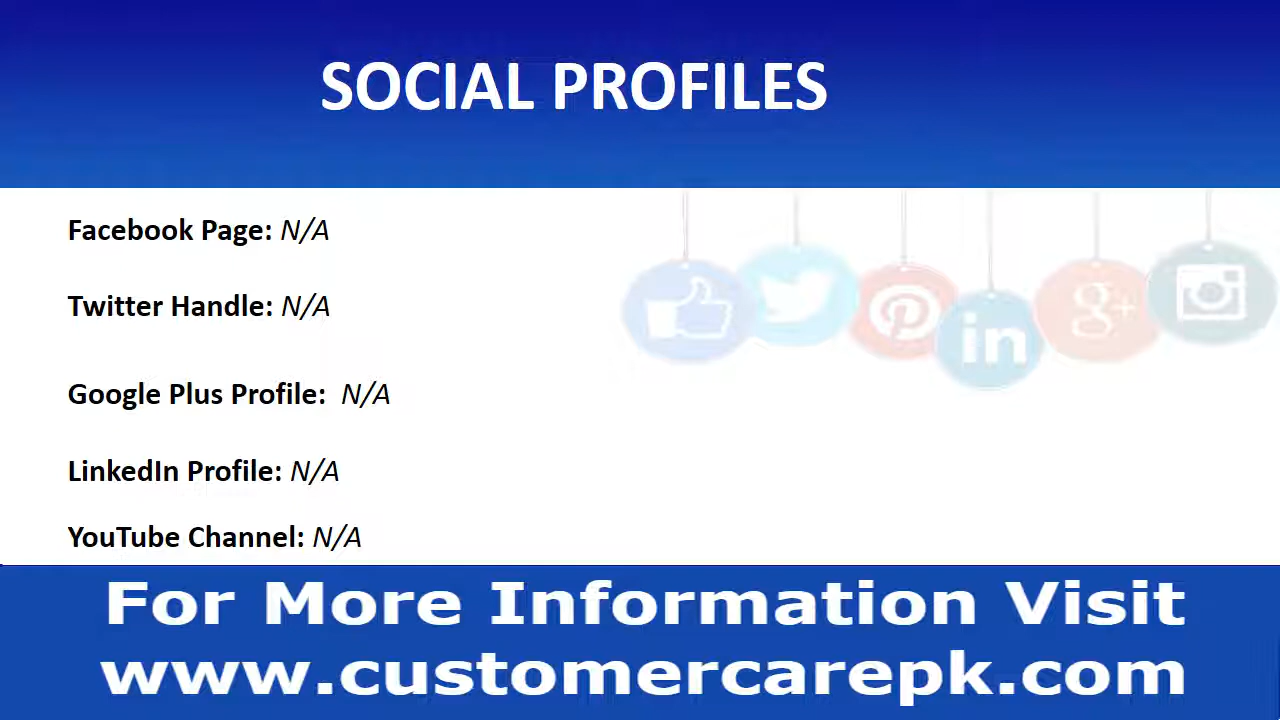 SOCIAL PROFILES
Facebook Page: N/A
Twitter Handle: N/A
Google Plus Profile: N/A
LinkedIn Profile: N/A
YouTube Channel: N/A
in
g+
For More Information Visit
www.customercarepk.com